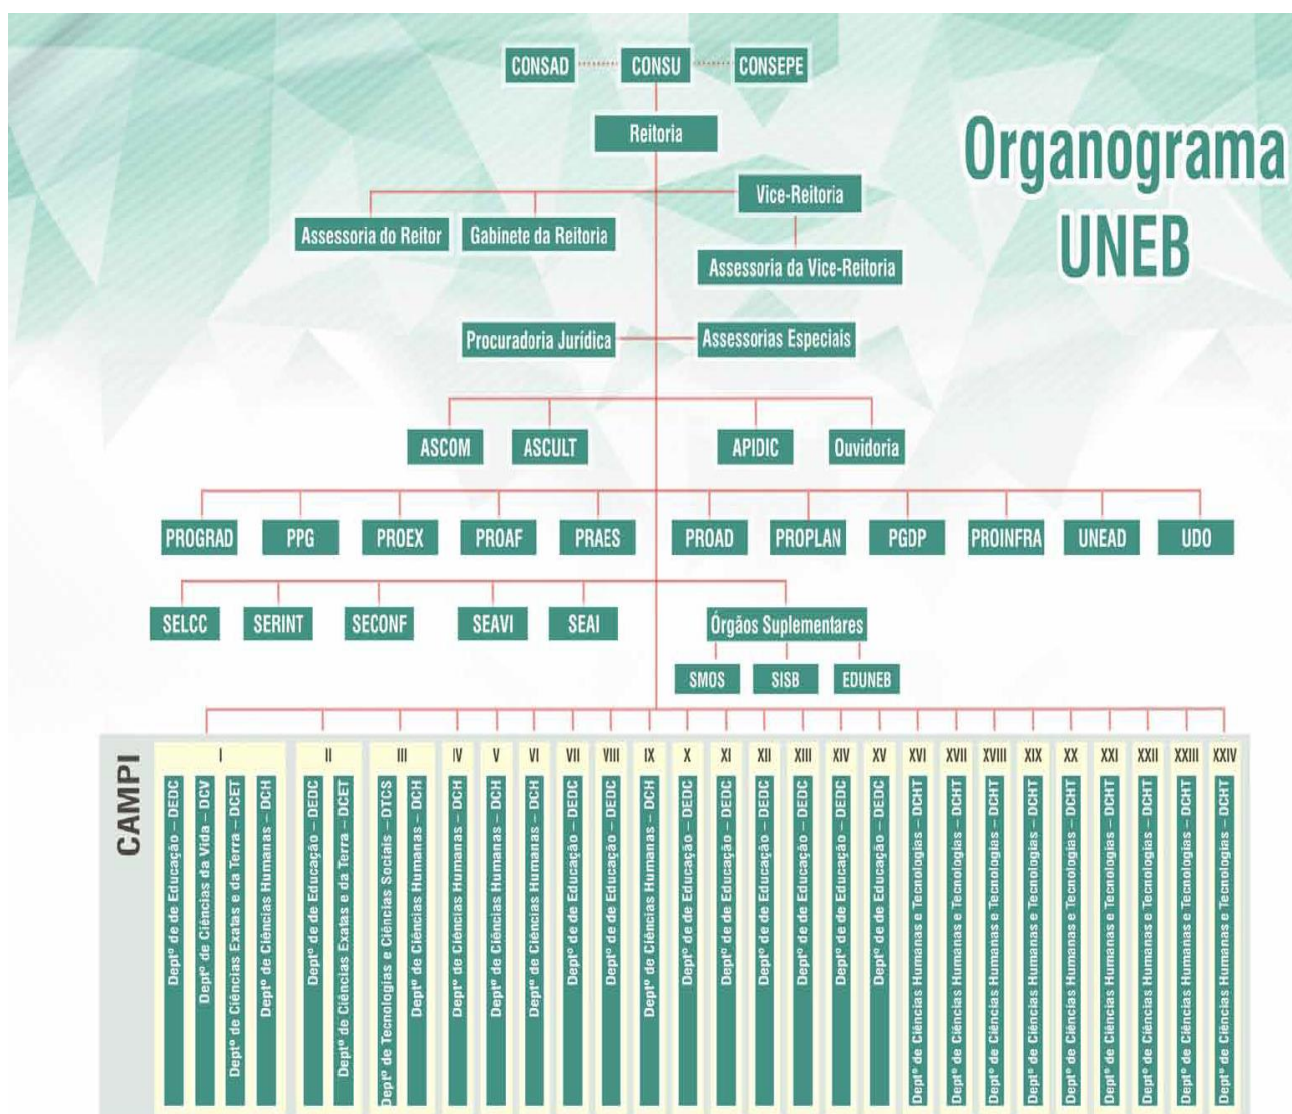 CONSAD CONSU CONSEPE
Reitoria
Organograma
UNEB
Vice-Reitoria
Assessoria do Reitor Gabinete da Reitoria
Assessoria da Vice-Reitoria
Procuradoria Jurídica Assessorias Especiais
ASCOM ASCULT APIDIC Ouvidoria
PROGRAD PPG PROEX PROAF PRAES PROAD PROPLAN PGDP PROINFRA UNEAD UDO
SELCC SERINT SECONF SEAVI SEAI Órgãos Suplementares
SMOS SISB EDUNEB
CAMPI
I II III IV V VI VII VIII IX X XI XII XIII XIV XV XVI XVII XVIII XIX XX XXI XXII XXIII XXIV
Deptº de de Educação – DEDC
Deptº de Ciências da Vida – DCV
Deptº de Ciências Exatas e da Terra – DCET
Deptº de Ciências Humanas – DCH
Deptº de de Educação – DEDC
Deptº de Ciências Exatas e da Terra – DCET
Deptº de Tecnologias e Ciências Sociais – DTCS
Deptº de Ciências Humanas – DCH
Deptº de Ciências Humanas – DCH
Deptº de Ciências Humanas – DCH
Deptº de Ciências Humanas – DCH
Deptº de de Educação – DEDC
Deptº de de Educação – DEDC
Deptº de Ciências Humanas – DCH
Deptº de de Educação – DEDC
Deptº de de Educação – DEDC
Deptº de de Educação – DEDC
Deptº de de Educação – DEDC
Deptº de de Educação – DEDC
Deptº de de Educação – DEDC
Deptº de Ciências Humanas e Tecnologias – DCHT
Deptº de Ciências Humanas e Tecnologias – DCHT
Deptº de Ciências Humanas e Tecnologias – DCHT
Deptº de Ciências Humanas e Tecnologias – DCHT
Deptº de Ciências Humanas e Tecnologias – DCHT
Deptº de Ciências Humanas e Tecnologias – DCHT
Deptº de Ciências Humanas e Tecnologias – DCHT
Deptº de Ciências Humanas e Tecnologias – DCHT
Deptº de Ciências Humanas e Tecnologias – DCHT